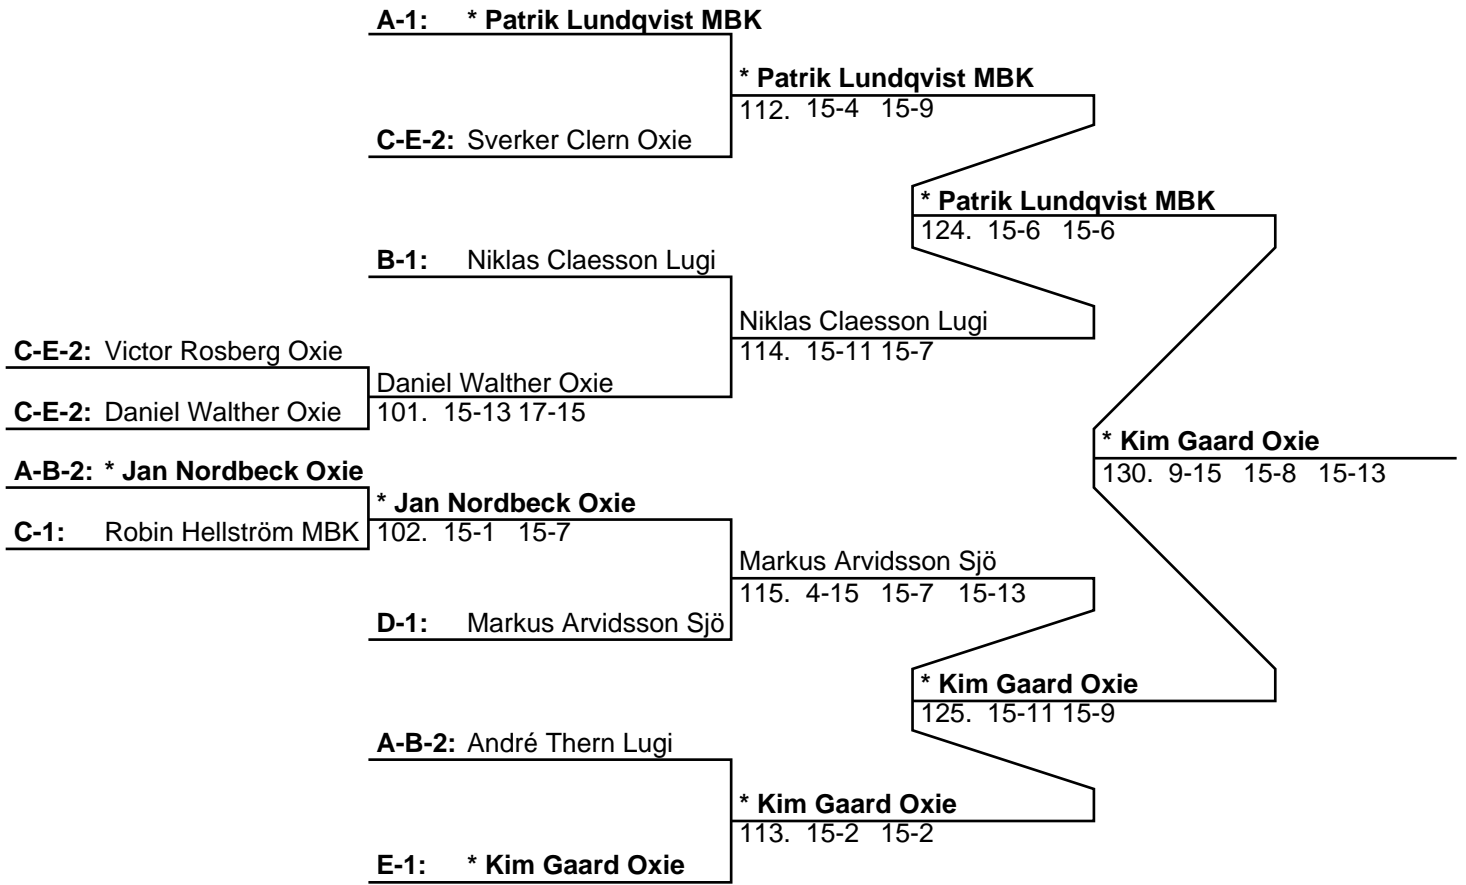 A-1: * Patrik Lundqvist MBK
* Patrik Lundqvist MBK
112. 15-4 15-9
C-E-2: Sverker Clern Oxie
* Patrik Lundqvist MBK
124. 15-6 15-6
B-1: Niklas Claesson Lugi
Niklas Claesson Lugi
114. 15-11 15-7
C-E-2: Victor Rosberg Oxie
Daniel Walther Oxie
101. 15-13 17-15
C-E-2: Daniel Walther Oxie
* Kim Gaard Oxie
130. 9-15 15-8 15-13
A-B-2: * Jan Nordbeck Oxie
* Jan Nordbeck Oxie
102. 15-1 15-7
C-1: Robin Hellström MBK
Markus Arvidsson Sjö
115. 4-15 15-7 15-13
D-1: Markus Arvidsson Sjö
* Kim Gaard Oxie
125. 15-11 15-9
A-B-2: André Thern Lugi
* Kim Gaard Oxie
113. 15-2 15-2
E-1: * Kim Gaard Oxie